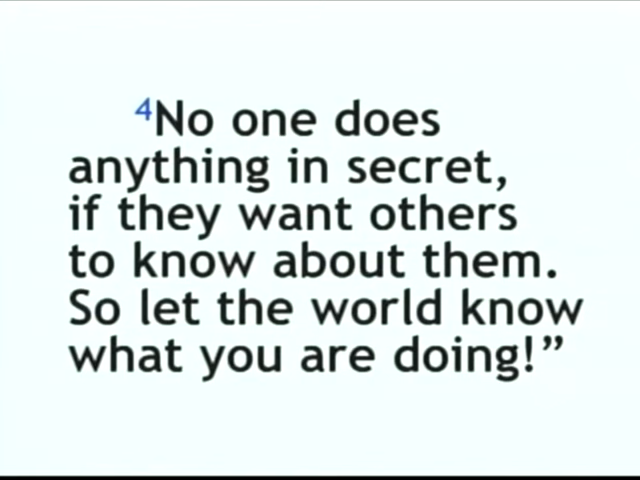 4No one does
anything in secret,
if they want others
to know about them.
So let the world know
what you are doing!”